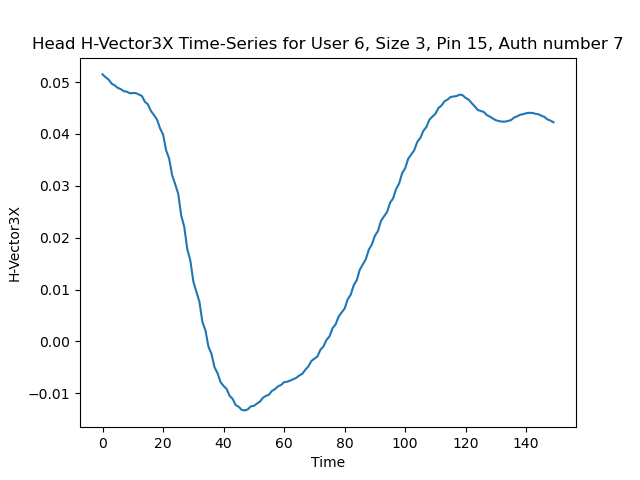 Head H-Vector3X Time-Series for User 6, Size 3, Pin 15, Auth number 7
H-Vector3X
0.05
0.04
0.03
0.02
0.01
0.00
−0.01
0 20 40 60 80 100 120 140
Time